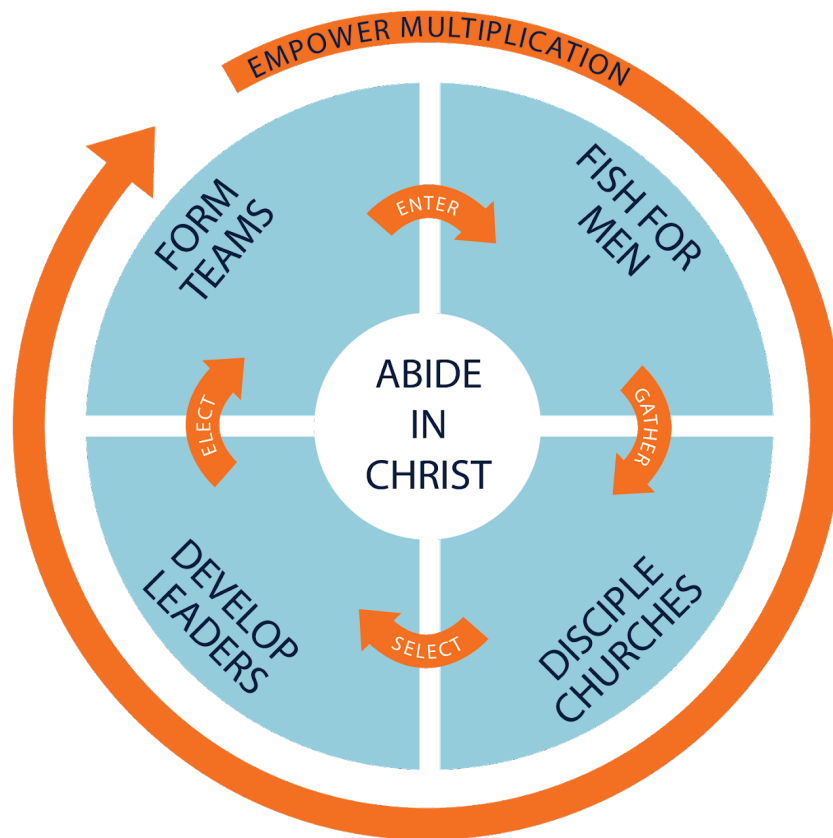 EMPOWER MULTIPLICATION
FORM
TEAMS
ENTER
FISH FOR
MEN
ELECT
ABIDE
IN
CHRIST
GATHER
DEVELOP
LEADERS
SELECT
DISCIPLE
CHURCHES